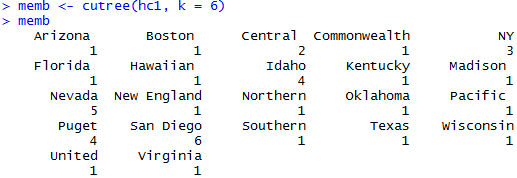 > memb <- cutree(hc1, k = 6)
> memb
Arizona Boston Central Commonwealth NY
1 1 2 1 3
Florida Hawaiian Idaho Kentucky Madison
1 1 4 1 1
Nevada New England Northern Oklahoma Pacific
5 1 1 1 1
Puget San Diego Southern Texas Wisconsin
4 6 1 1 1
United Virginia
1 1